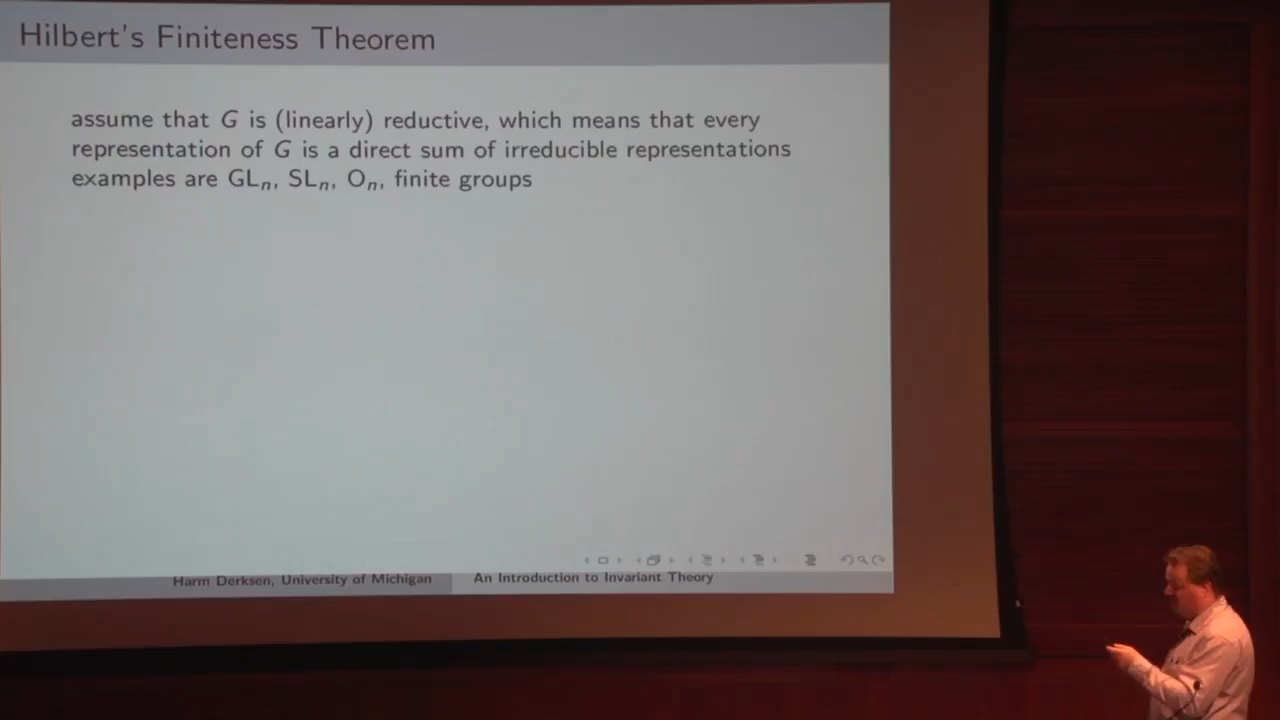 Hilbert's Finiteness Theorem
assume that G is (linearly) reductive, which means that every
representation of G is a direct sum of irreducible representations
examples are GLₙ, SLₙ, Oₙ, finite groups
Harm Derksen, University of Michigan
An Introduction to Invariant Theory